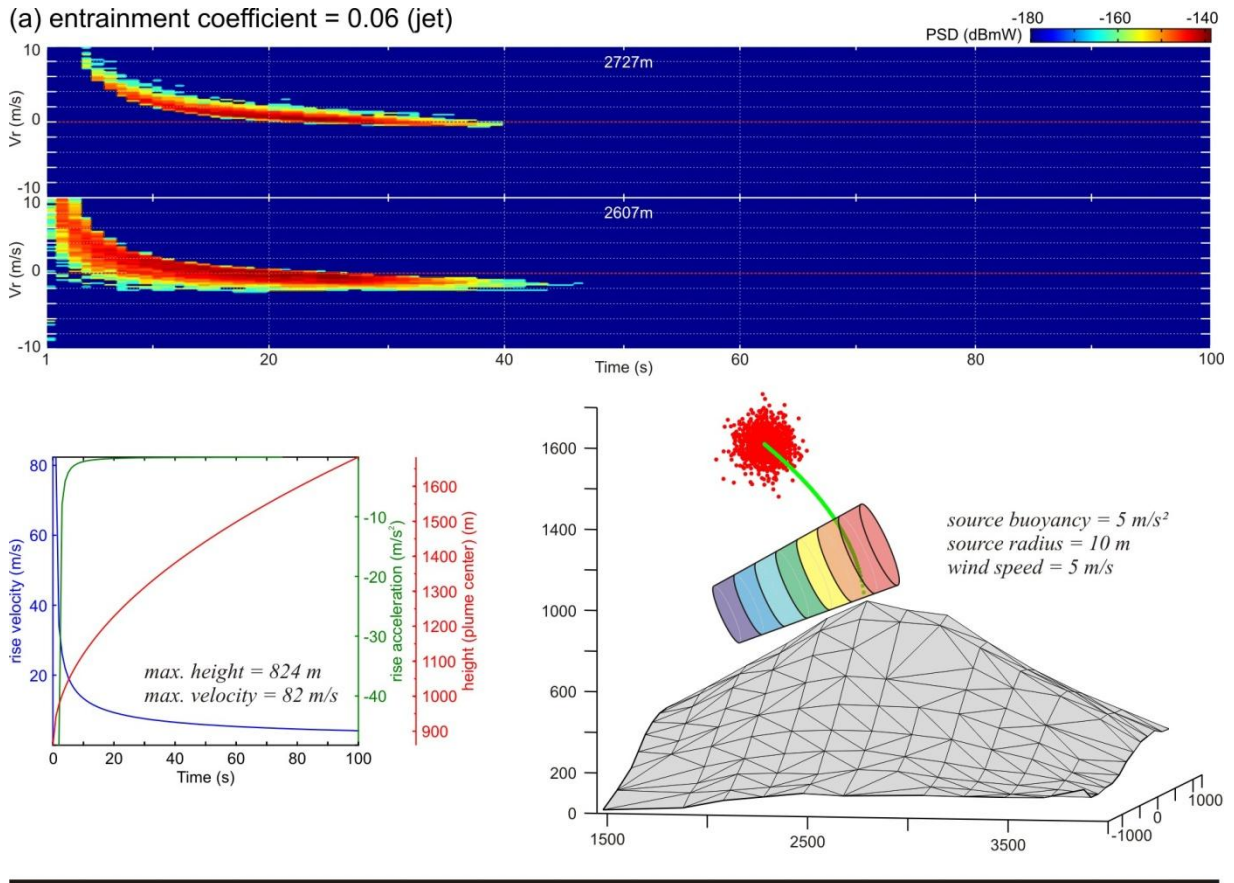 (a) entrainment coefficient = 0.06 (jet)
PSD (dBmW)
-180 -160 -140
10
0
-10
Vr (m/s)
2727m
10
0
-10
Vr (m/s)
2607m
1 20 40 60 80 100
Time (s)
80
60
40
20
rise velocity (m/s)
-10
-20
-30
-40
rise acceleration (m/s²)
1600
1500
1400
1300
1200
1100
1000
900
height (plume center) (m)
max. height = 824 m
max. velocity = 82 m/s
0 20 40 60 80 100
Time (s)
1600
1400
1200
1000
800
600
400
200
0
source buoyancy = 5 m/s²
source radius = 10 m
wind speed = 5 m/s
1500 2500 3500
-1000 0 1000